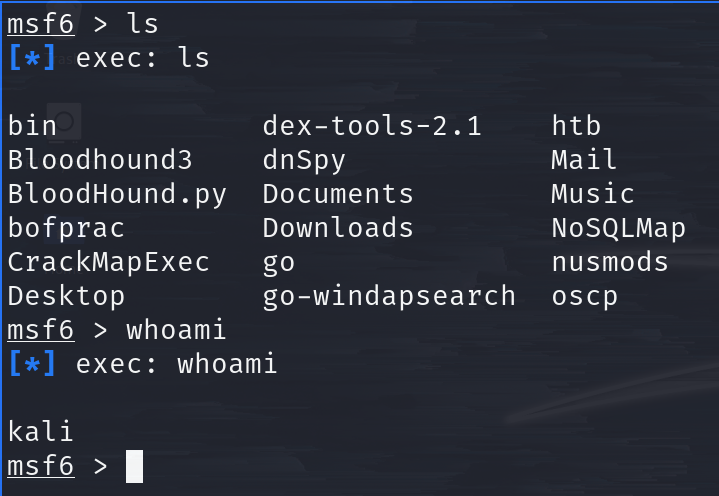 msf6 > ls
[*] exec: ls
bin dex-tools-2.1 htb
Bloodhound3 dnSpy Mail
BloodHound.py Documents Music
bofprac Downloads NoSQLMap
CrackMapExec go nusmods
Desktop go-windapsearch oscp
msf6 > whoami
[*] exec: whoami
kali
msf6 >